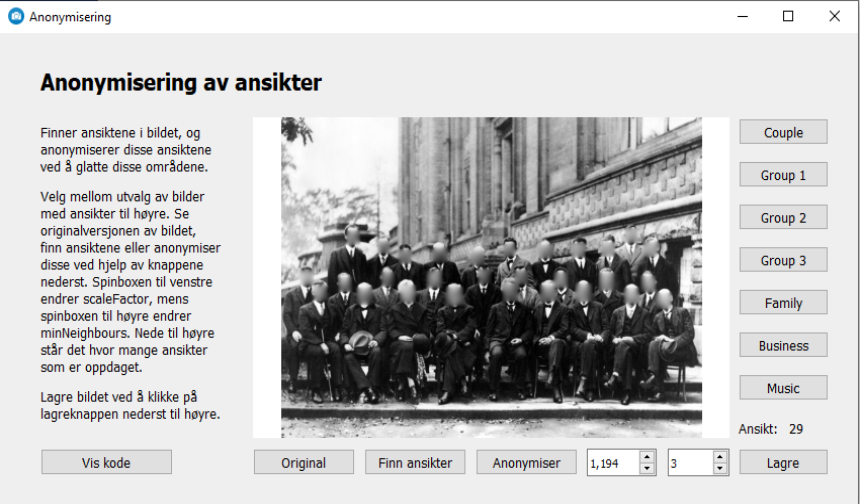 Anonymisering
Anonymisering av ansikter
Finner ansiktene i bildet, og
anonymiserer disse ansiktene
ved å glatte disse områdene.
Velg mellom utvalg av bilder
med ansikter til høyre. Se
originalversjonen av bildet,
finn ansiktene eller anonymiser
disse ved hjelp av knappene
nederst. Spinboxen til venstre
endrer scaleFactor, mens
spinboxen til høyre endrer
minNeighbours. Nede til høyre
står det hvor mange ansikter
som er oppdaget.
Lagre bildet ved å klikke på
lagreknappen nederst til høyre.
Couple
Group 1
Group 2
Group 3
Family
Business
Music
Ansikt: 29
Vis kode
Original
Finn ansikter
Anonymiser
1,194
3
Lagre